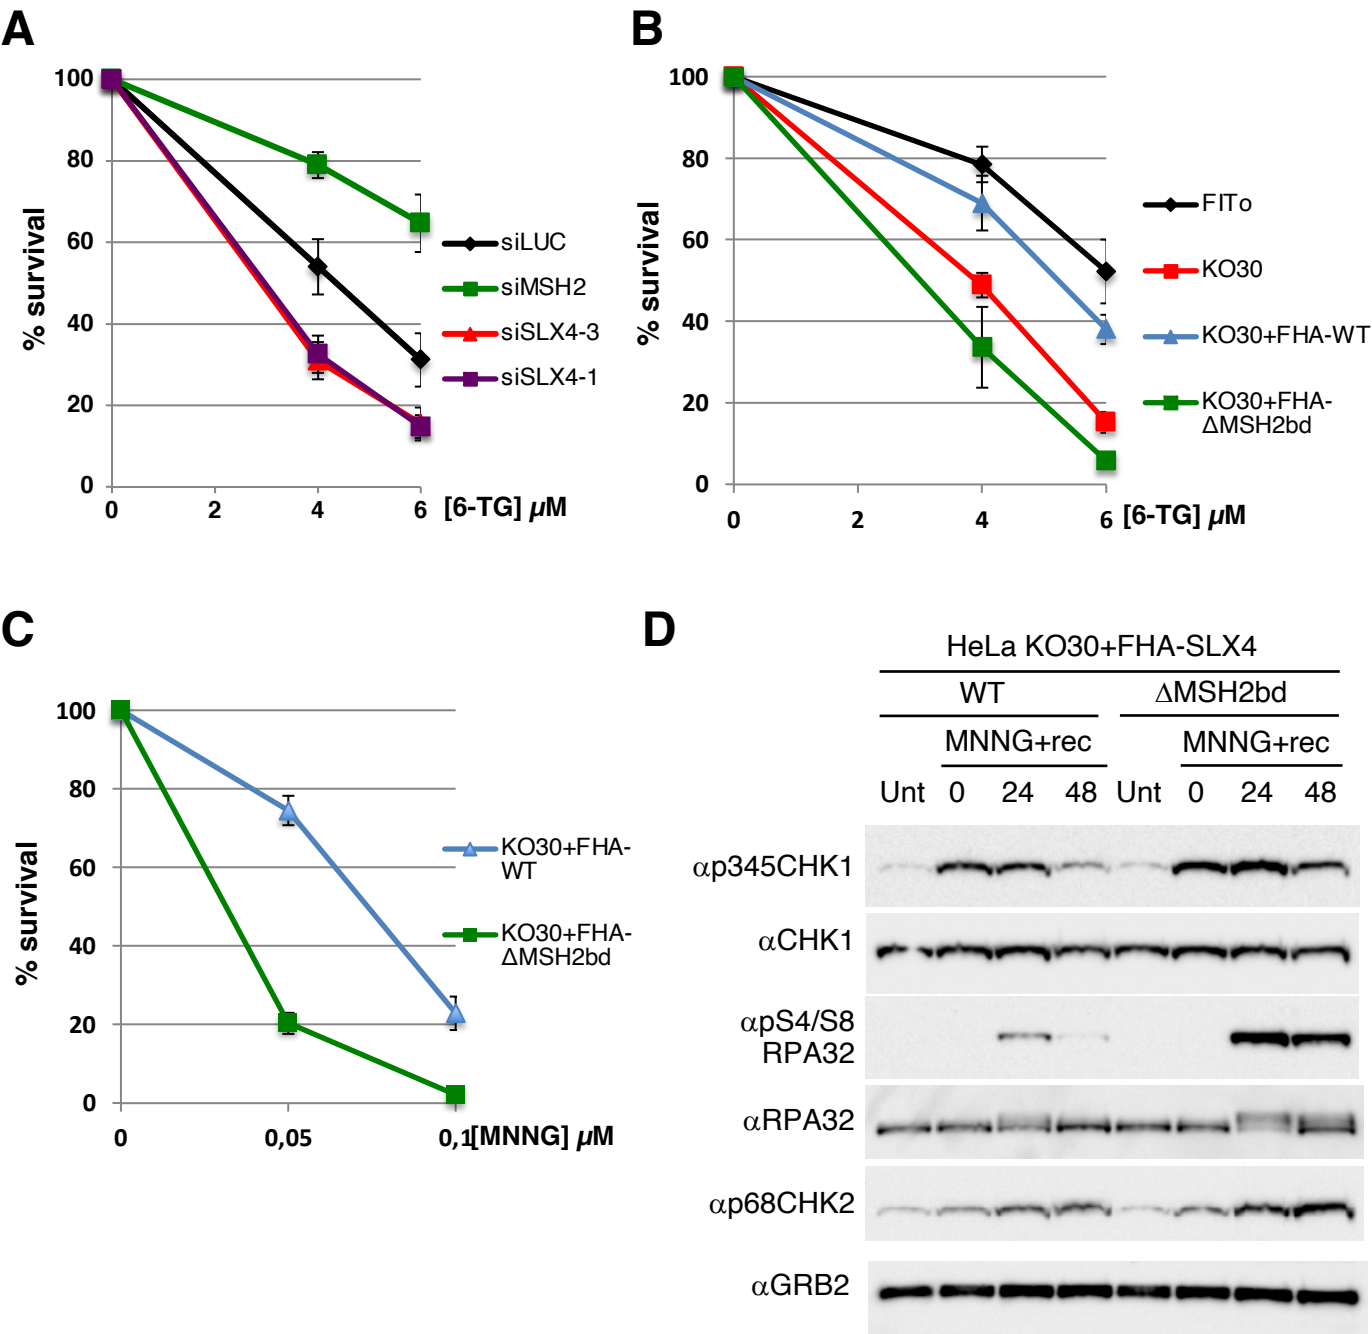 A
100
80
60
40
20
0
% survival
0 2 4 6 [6-TG] µM
siLUC
siMSH2
siSLX4-3
siSLX4-1
B
100
80
60
40
20
0
% survival
0 2 4 6 [6-TG] µM
FITo
KO30
KO30+FHA-WT
KO30+FHA-
ΔMSH2bd
C
100
80
60
40
20
0
% survival
0 0,05 0,1[MNNG] µM
KO30+FHA-
WT
KO30+FHA-
ΔMSH2bd
D
HeLa KO30+FHA-SLX4
WT ΔMSH2bd
MNNG+rec MNNG+rec
Unt 0 24 48 Unt 0 24 48
αp345CHK1
αCHK1
αpS4/S8
RPA32
αRPA32
αp68CHK2
αGRB2